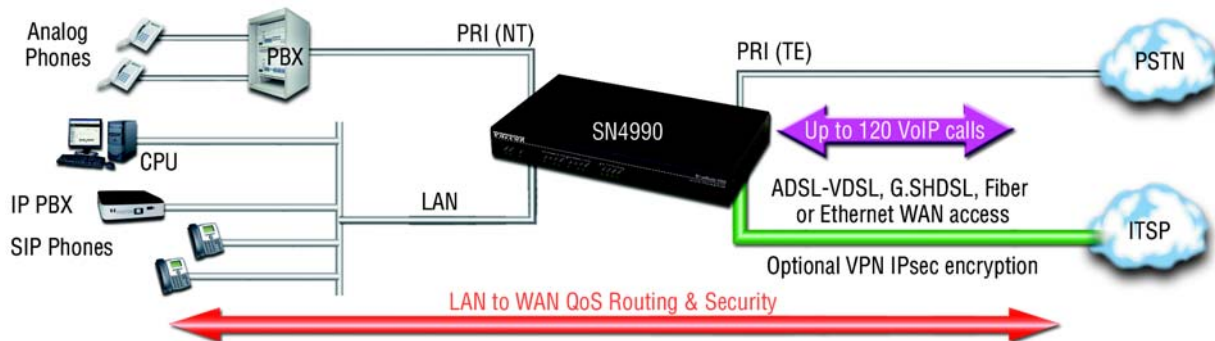 Analog
Phones
PBX
PRI (NT)
PRI (TE)
PSTN
SN4990
Up to 120 VoIP calls
CPU
IP PBX
LAN
SIP Phones
ADSL-VDSL, G.SHDSL, Fiber
or Ethernet WAN access
ITSP
Optional VPN IPsec encryption
LAN to WAN QoS Routing & Security